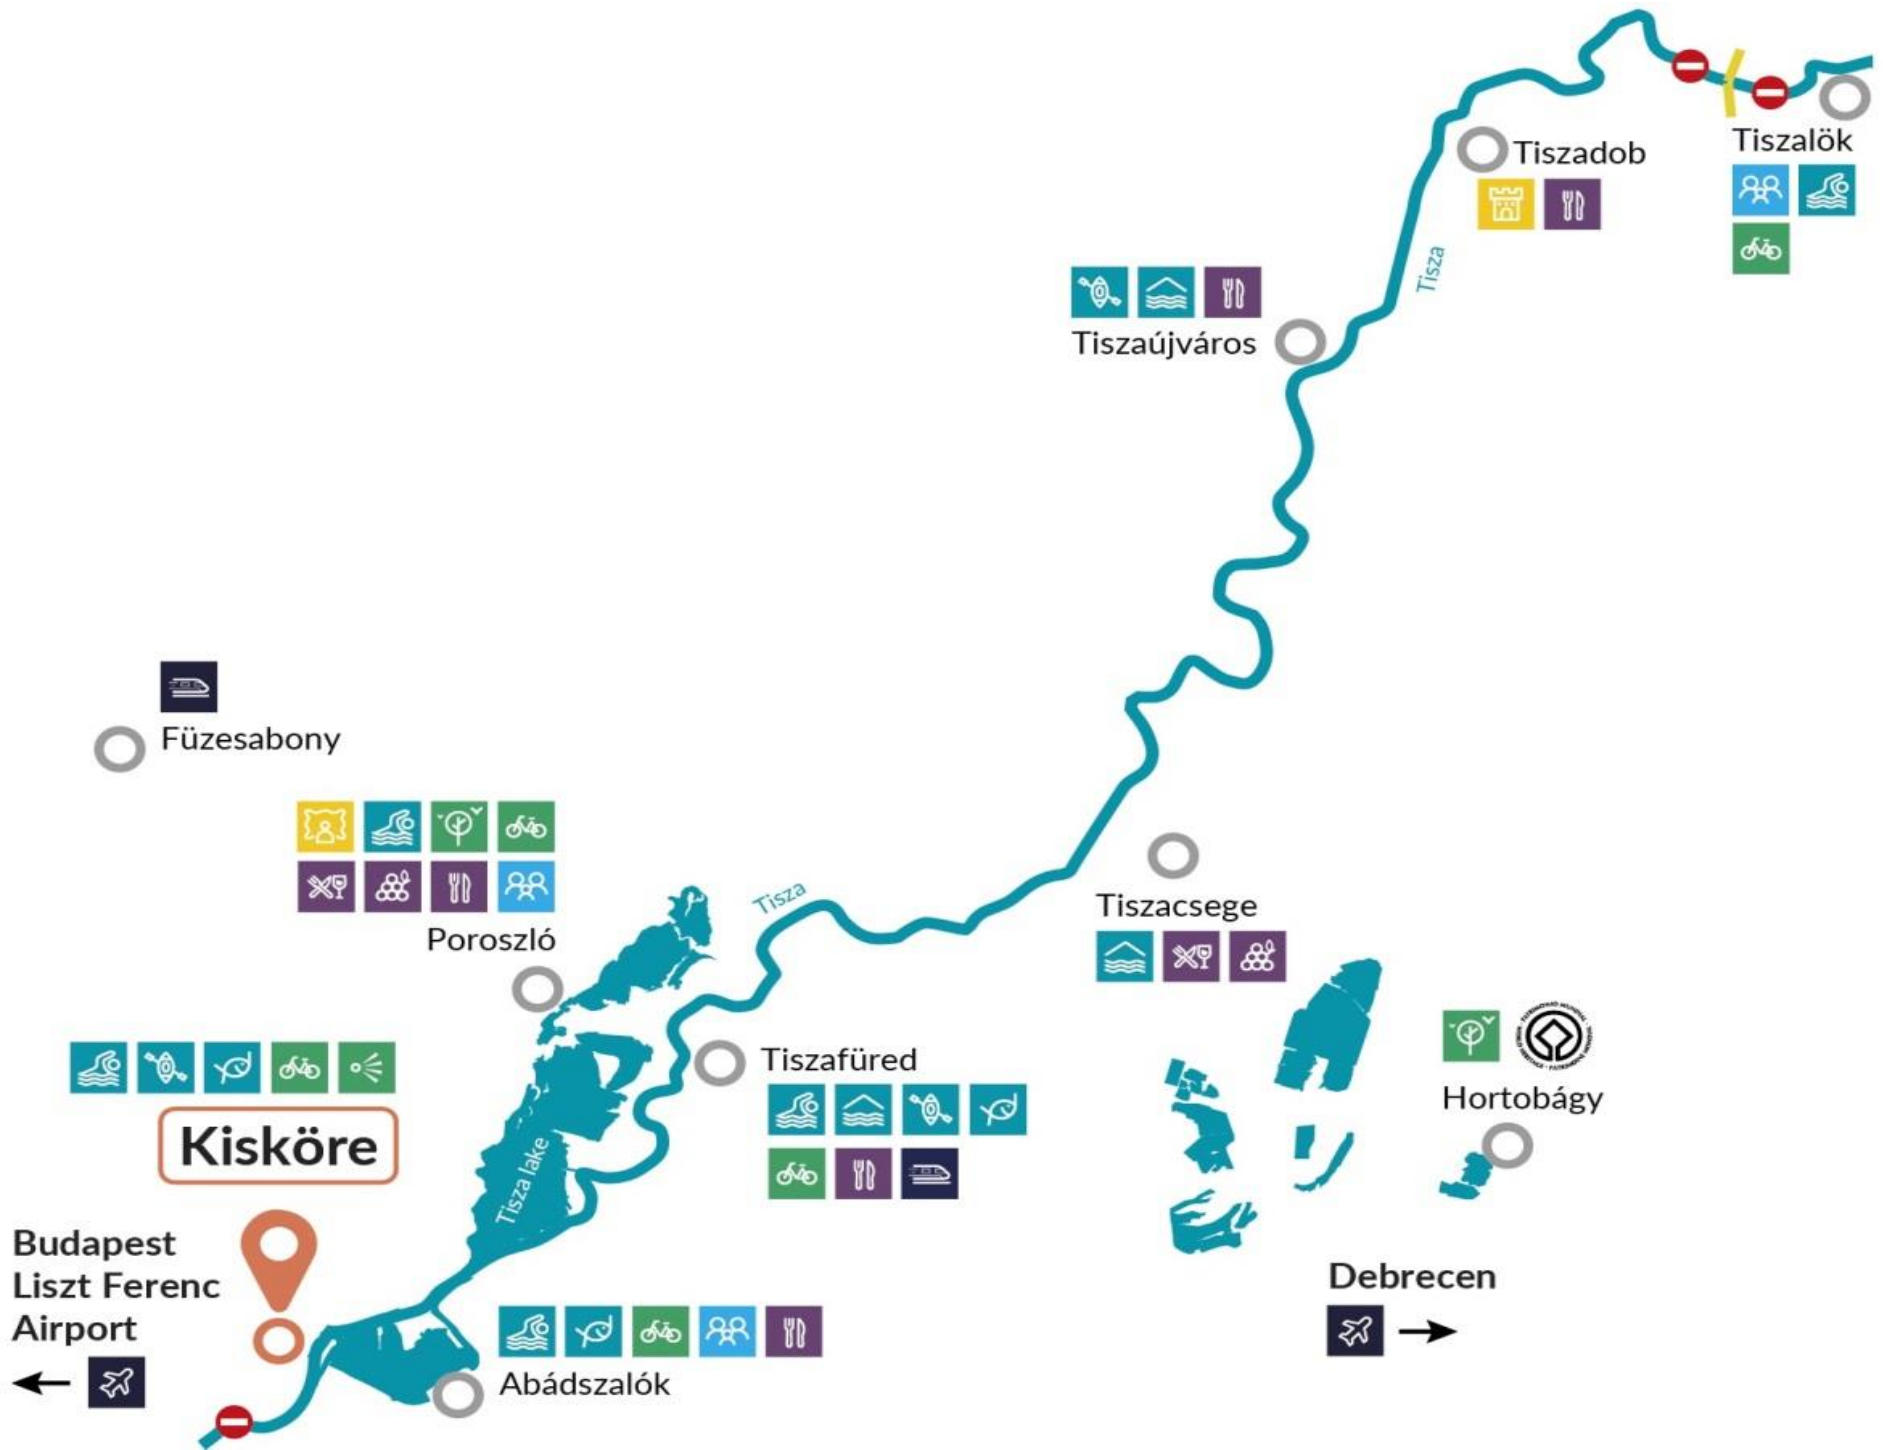 Tiszalök
Tiszadob
Tisza
Tiszaújváros
Füzesabony
Tisza
Tiszacsege
Poroszló
Tiszafüred
Hortobágy
Kisköre
Tisza lake
Budapest
Liszt Ferenc
Airport
Debrecen
Abádszalók